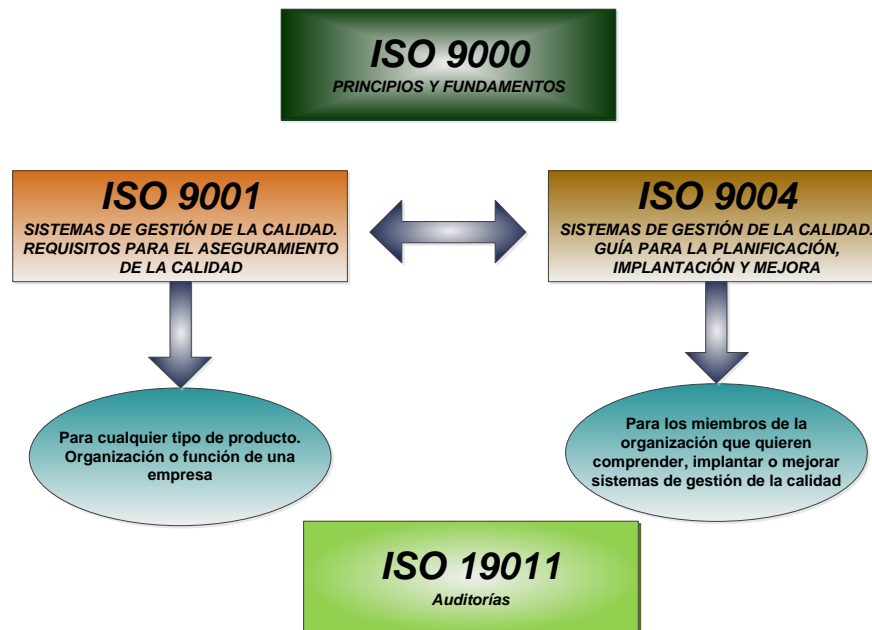 ISO 9000
PRINCIPIOS Y FUNDAMENTOS
ISO 9001
SISTEMAS DE GESTIÓN DE LA CALIDAD.
REQUISITOS PARA EL ASEGURAMIENTO
DE LA CALIDAD
ISO 9004
SISTEMAS DE GESTIÓN DE LA CALIDAD.
GUÍA PARA LA PLANIFICACIÓN,
IMPLANTACIÓN Y MEJORA
Para cualquier tipo de producto.
Organización o función de una
empresa
Para los miembros de la
organización que quieren
comprender, implantar o mejorar
sistemas de gestión de la calidad
ISO 19011
Auditorías